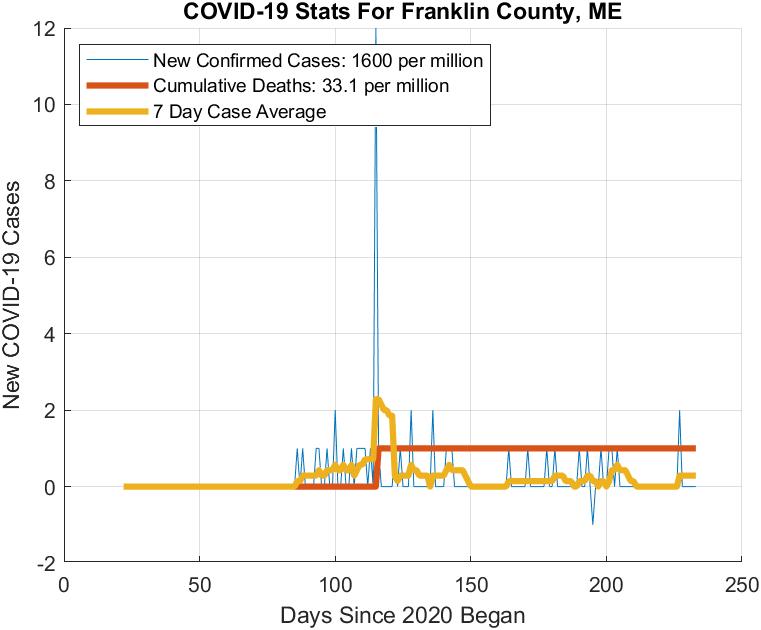 COVID-19 Stats For Franklin County, ME
New Confirmed Cases: 1600 per million
Cumulative Deaths: 33.1 per million
7 Day Case Average
New COVID-19 Cases
12
10
8
6
4
2
0
-2
0 50 100 150 200 250
Days Since 2020 Began